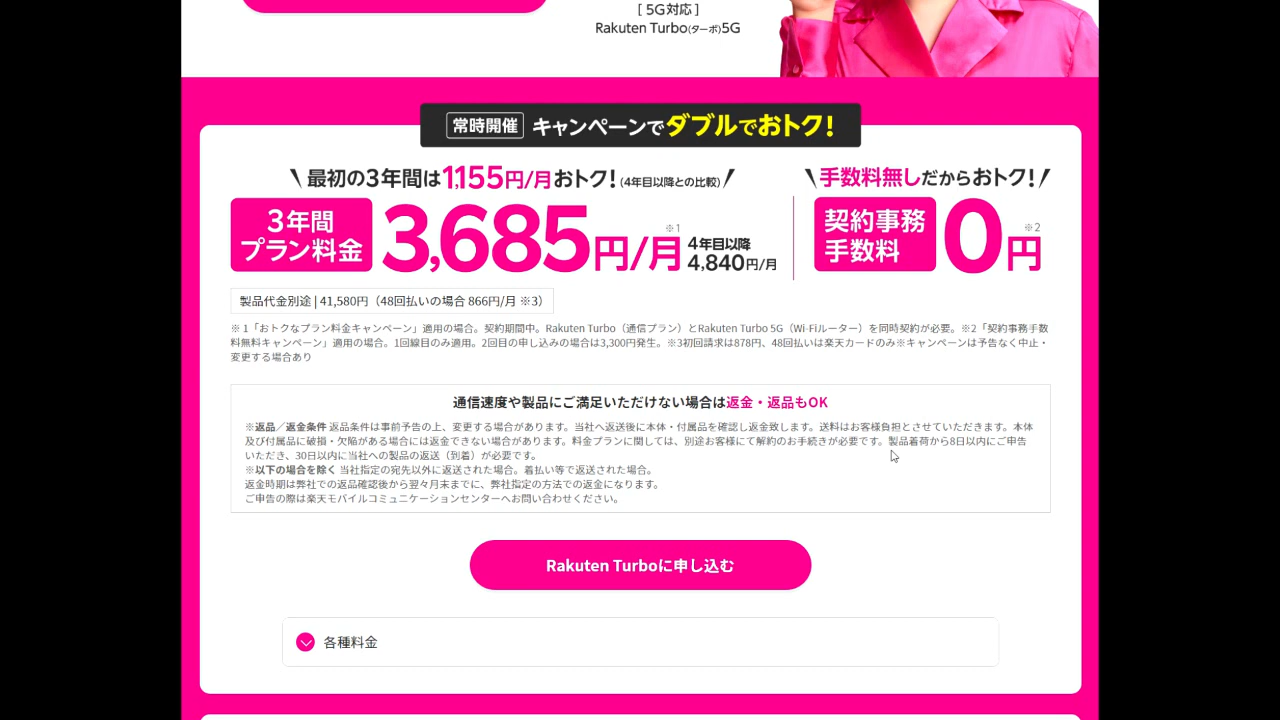 [ 5G対応 ]
Rakuten Turbo(ターボ)5G
常時開催 キャンペーンでダブルでおトク!
最初の3年間は1,155円/月おトク!(4年目以降との比較)
3年間
プラン料金
3,685円/月 ※1
4年目以降
4,840円/月
手数料無しだからおトク!
契約事務
手数料
0円 ※2
製品代金別途 | 41,580円（48回払いの場合 866円/月 ※3）
※1「おトクなプラン料金キャンペーン」適用の場合。契約期間中。Rakuten Turbo（通信プラン）とRakuten Turbo 5G（Wi-Fiルーター）を同時契約が必要。※2「契約事務手数
料無料キャンペーン」適用の場合。1回線目のみ適用。2回目の申し込みの場合は3,300円発生。※3初回請求は878円、48回払いは楽天カードのみ※キャンペーンは予告なく中止・
変更する場合あり
通信速度や製品にご満足いただけない場合は返金・返品もOK
※返品／返金条件 返品条件は事前予告の上、変更する場合があります。当社へ返送後に本体・付属品を確認し返金致します。送料はお客様負担とさせていただきます。本体
及び付属品に破損・欠陥がある場合には返金できない場合があります。料金プランに関しては、別途お客様にて解約のお手続きが必要です。製品着荷から8日以内にご申告
いただき、30日以内に当社への製品の返送（到着）が必要です。
※以下の場合を除く 当社指定の宛先以外に返送された場合。着払い等で返送された場合。
返金時期は弊社での返品確認後から翌々月末までに、弊社指定の方法での返金になります。
ご申告の際は楽天モバイルコミュニケーションセンターへお問い合わせください。
Rakuten Turboに申し込む
各種料金